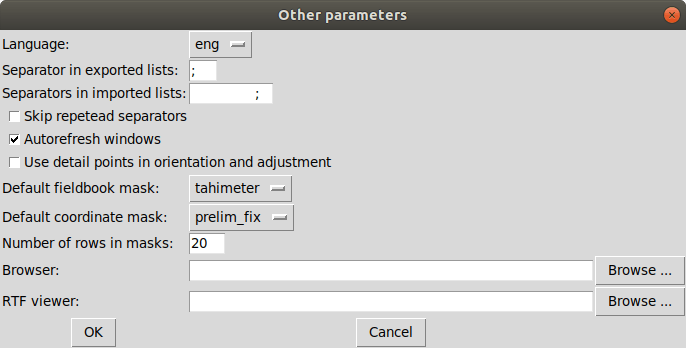 Other parameters
Language: eng
Separator in exported lists: ;
Separators in imported lists: ;
Skip repetead separators
Autorefresh windows
Use detail points in orientation and adjustment
Default fieldbook mask: tahimeter
Default coordinate mask: prelim_fix
Number of rows in masks: 20
Browser: Browse ...
RTF viewer: Browse ...
OK Cancel